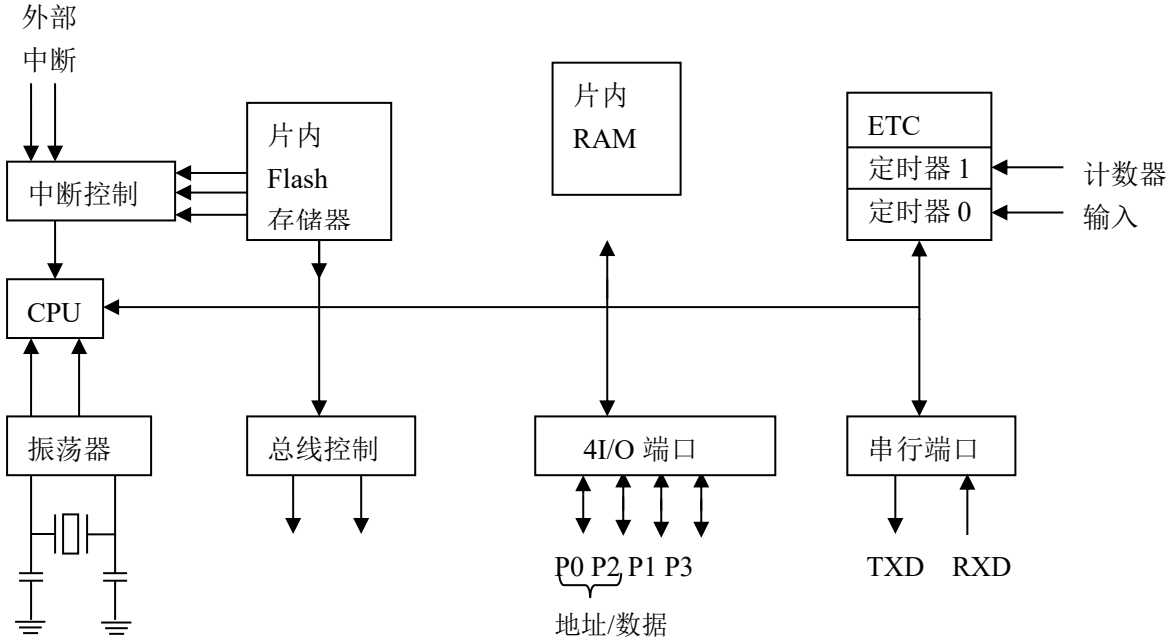 外部
中断
片内
Flash
存储器
片内
RAM
ETC
定时器 1
定时器 0
计数器
输入
中断控制
CPU
振荡器
总线控制
4I/O 端口
串行端口
P0 P2 P1 P3
TXD RXD
地址/数据